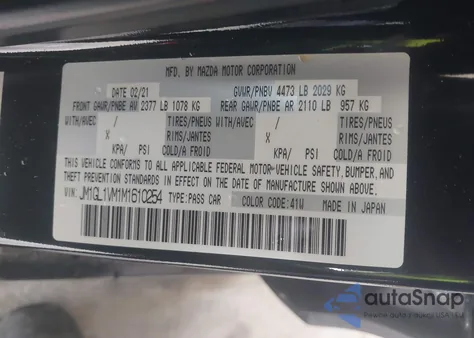 MFD. BY MAZDA MOTOR CORPORATION
DATE 02/21 GVWR/PNBV 4473 LB 2029 KG
FRONT GAWR/PNBE AV 2377 LB 1078 KG REAR GAWR/PNBE AR 2110 LB 957 KG
WITH/AVEC / TIRES/PNEUS WITH/AVEC / TIRES/PNEUS
X RIMS/JANTES X RIMS/JANTES
KPA/ PSI COLD/A FROID KPA/ PSI COLD/A FROID
THIS VEHICLE CONFORMS TO ALL APPLICABLE FEDERAL MOTOR-VEHICLE SAFETY, BUMPER, AND
THEFT PREVENTION STANDARDS IN EFFECT ON THE DATE OF MANUFACTURE SHOWN ABOVE.
VIN: JM1GL1VM1M1610254 TYPE:PASS CAR COLOR CODE:41W MADE IN JAPAN
autoSnap
USA I EU